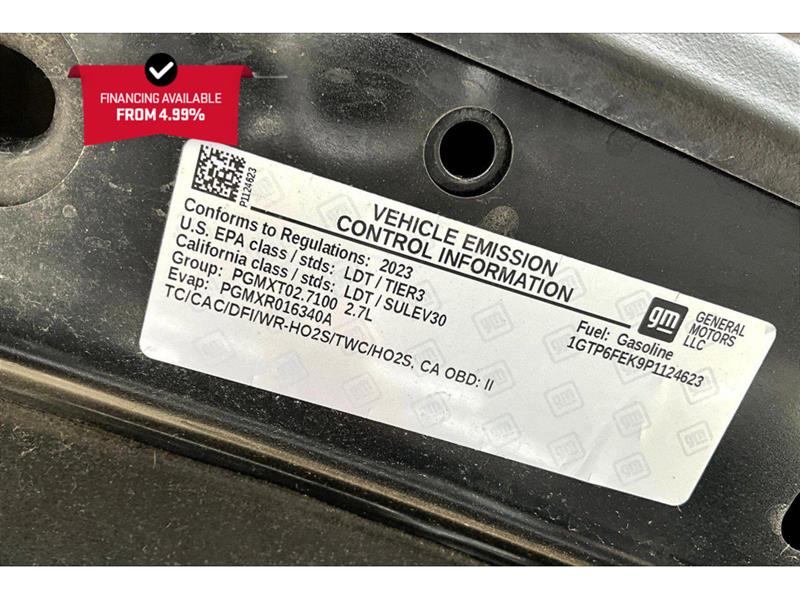 FINANCING AVAILABLE
FROM 4.99%
P1124623
VEHICLE EMISSION
CONTROL INFORMATION
Conforms to Regulations: 2023
U.S. EPA class / stds: LDT / TIER3
California class / stds: LDT / SULEV30
Group: PGMXT02.7100 2.7L
Evap: PGMXR016340A
TC/CAC/DFI/WR-HO2S/TWC/HO2S, CA OBD: II
gm
GENERAL
MOTORS
LLC
Fuel: Gasoline
1GTP6FEK9P1124623